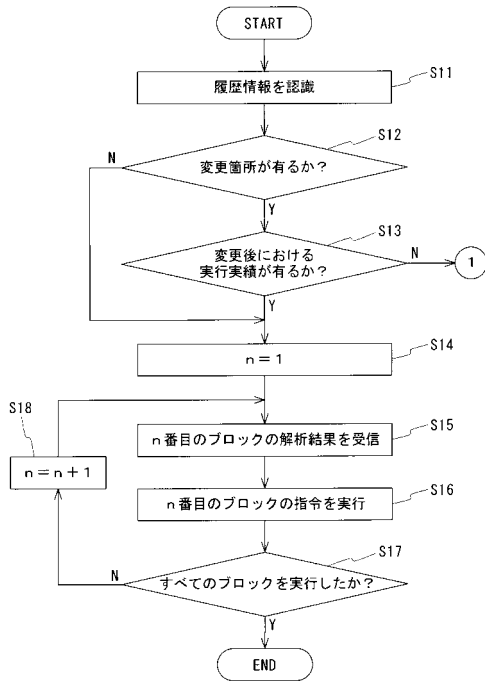 START
履歴情報を認識
S11
変更箇所が有るか?
S12
N
Y
変更後における
実行実績が有るか?
S13
N
1
Y
n=1
S14
S18
n=n+1
n番目のブロックの解析結果を受信
S15
n番目のブロックの指令を実行
S16
すべてのブロックを実行したか?
S17
N
Y
END